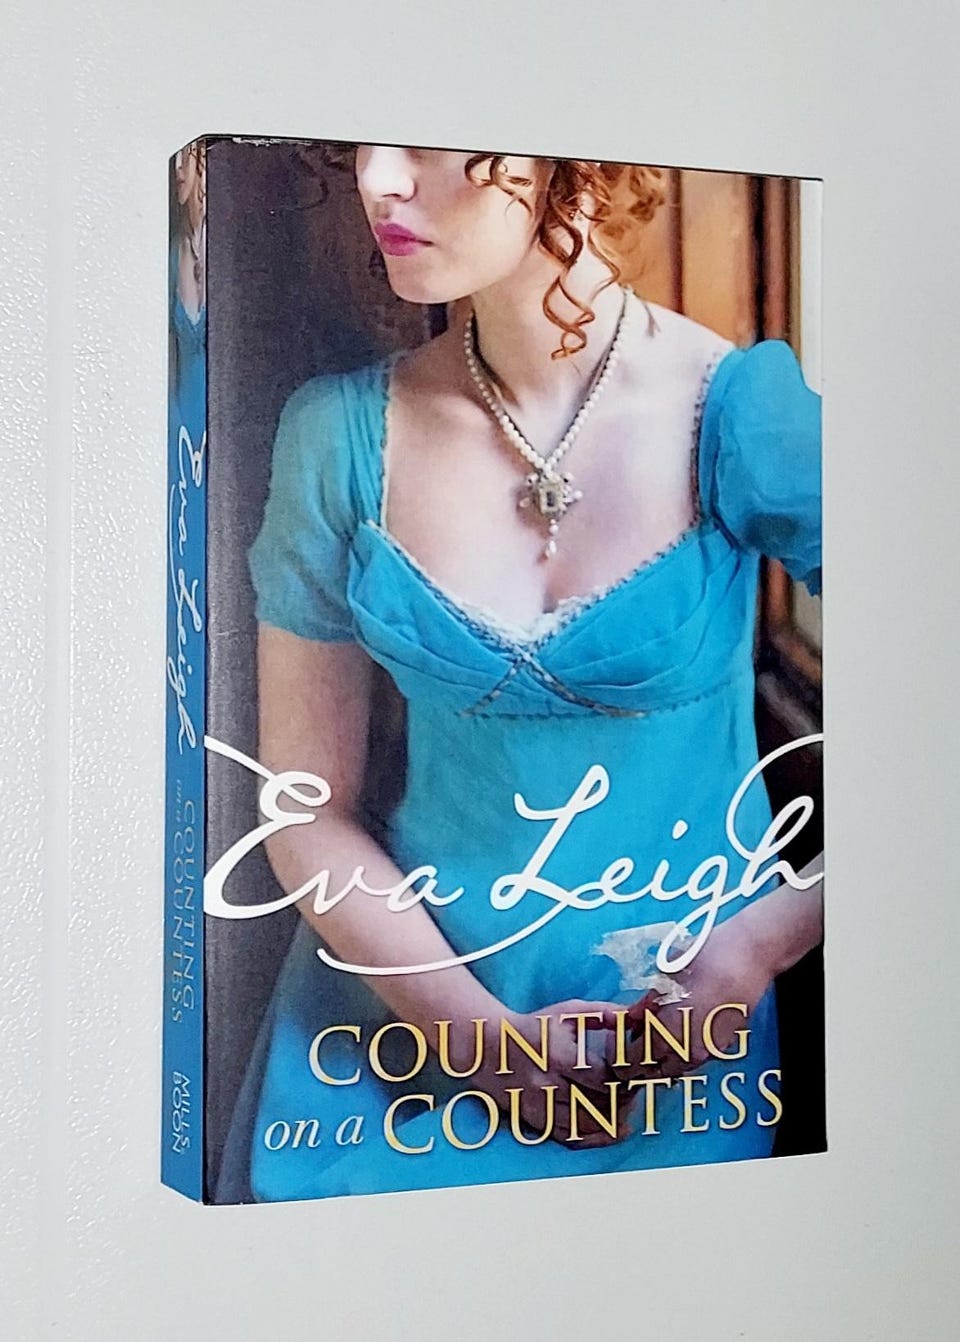 Eva Leigh
COUNTING
on a COUNTESS
Eva Leigh
COUNTING
on a COUNTESS
MILLS
BOON